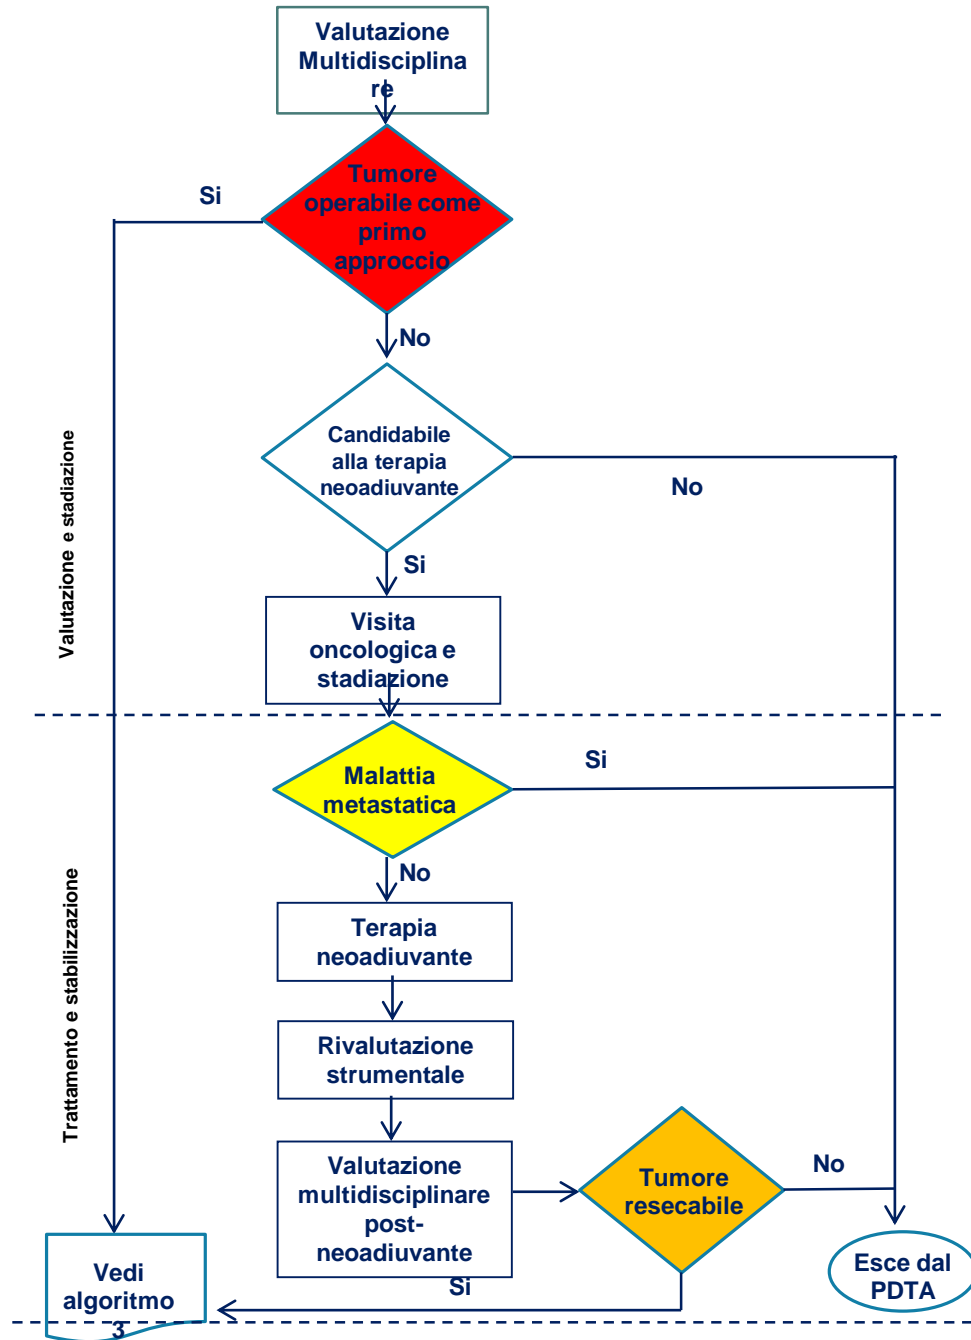 Valutazione
Multidisciplina
re
Tumore
operabile come
primo
approccio
Si
No
Candidabile
alla terapia
neoadiuvante
No
Si
Valutazione e stadiazione
Visita
oncologica e
stadiazione
Malattia
metastatica
Si
No
Trattamento e stabilizzazione
Terapia
neoadiuvante
Rivalutazione
strumentale
Valutazione
multidisciplinare
post-
neoadiuvante
Tumore
resecabile
No
Si
Vedi
algoritmo
3
Esce dal
PDTA